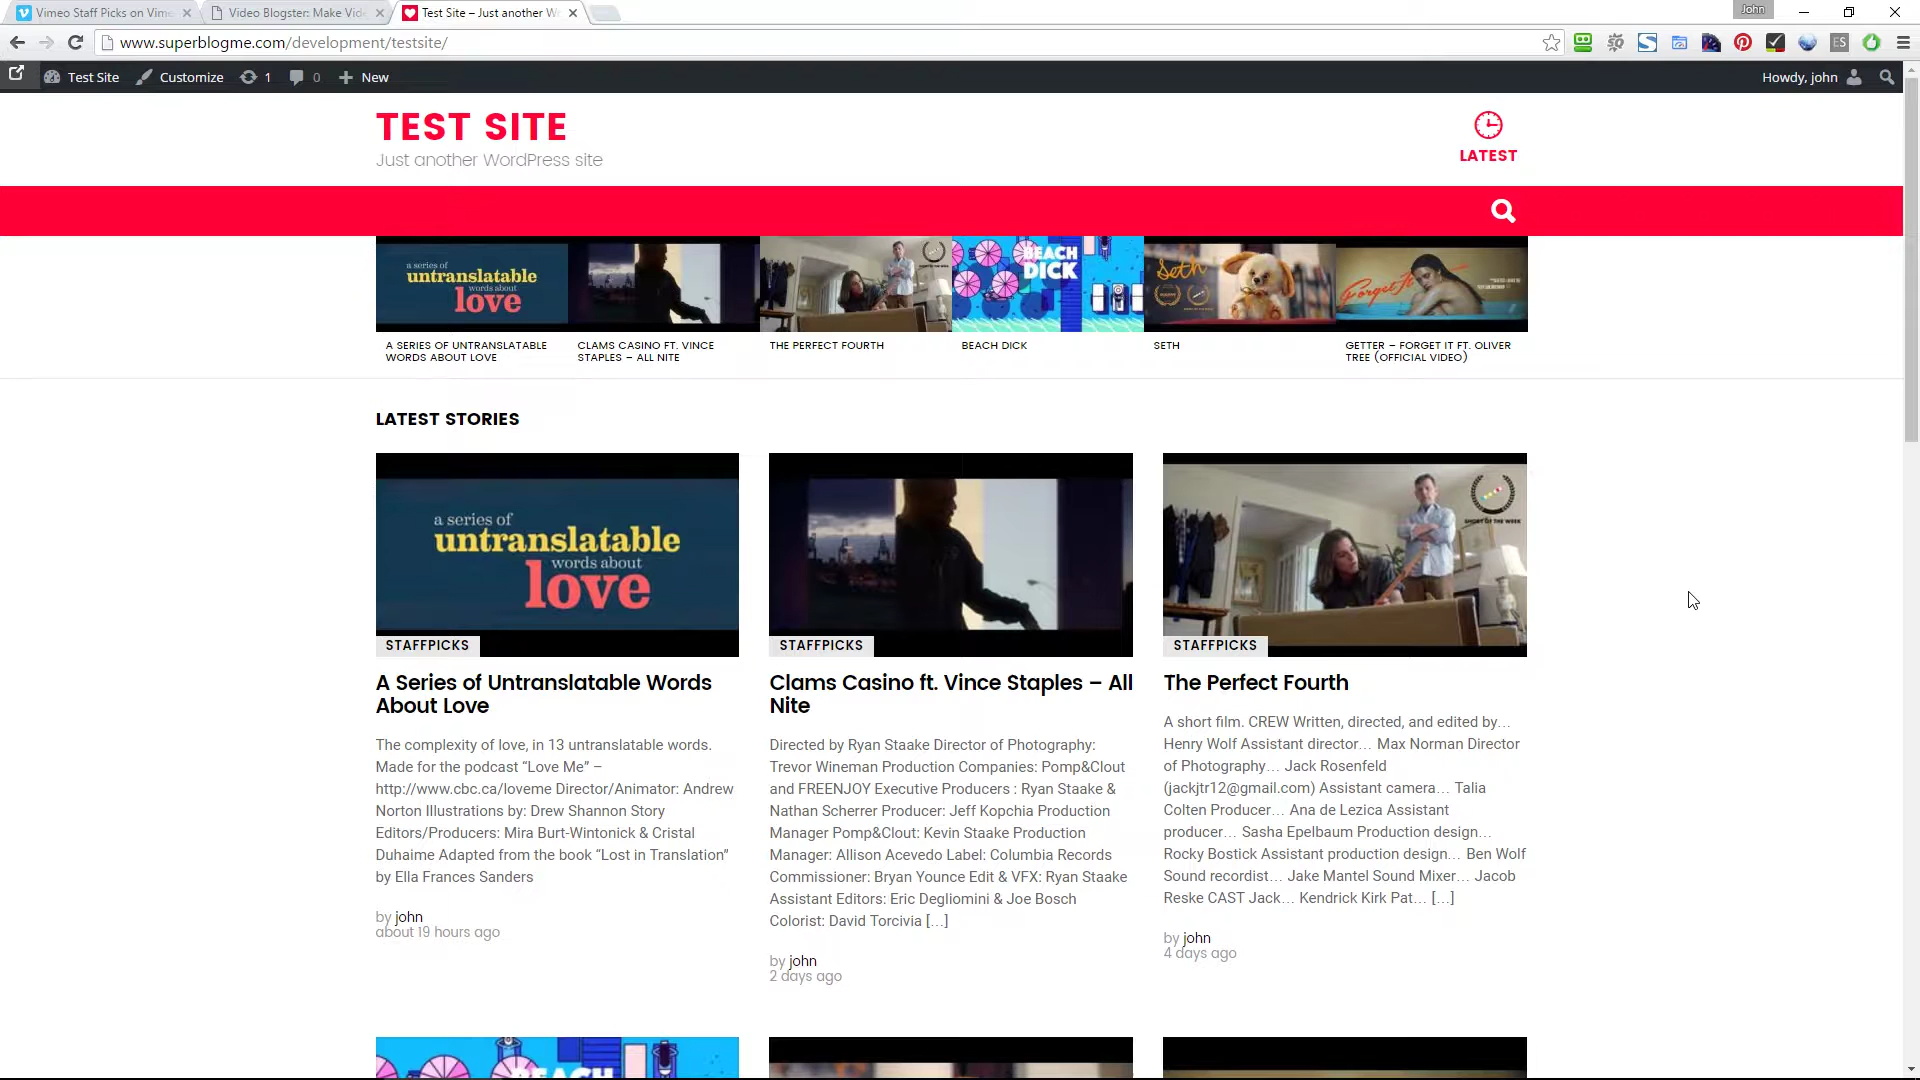 Vimeo Staff Picks on Vime
Video Blogster: Make Vid
Test Site – Just another W
John
www.superblogme.com/development/testsite/
ES
Test Site
Customize
1
0
New
Howdy, john
TEST SITE
Just another WordPress site
LATEST
a series of
untranslatable
words about
love
BEACH
DICK
Seth
Forget It
A SERIES OF UNTRANSLATABLE
WORDS ABOUT LOVE
CLAMS CASINO FT. VINCE
STAPLES – ALL NITE
THE PERFECT FOURTH
BEACH DICK
SETH
GETTER – FORGET IT FT. OLIVER
TREE (OFFICIAL VIDEO)
LATEST STORIES
a series of
untranslatable
words about
love
SHORT OF THE WEEK
STAFFPICKS
STAFFPICKS
STAFFPICKS
A Series of Untranslatable Words
About Love
The complexity of love, in 13 untranslatable words.
Made for the podcast “Love Me” –
http://www.cbc.ca/loveme Director/Animator: Andrew
Norton Illustrations by: Drew Shannon Story
Editors/Producers: Mira Burt-Wintonick & Cristal
Duhaime Adapted from the book “Lost in Translation”
by Ella Frances Sanders
by john
about 19 hours ago
Clams Casino ft. Vince Staples – All
Nite
Directed by Ryan Staake Director of Photography:
Trevor Wineman Production Companies: Pomp&Clout
and FREENJOY Executive Producers : Ryan Staake &
Nathan Scherrer Producer: Jeff Kopchia Production
Manager Pomp&Clout: Kevin Staake Production
Manager: Allison Acevedo Label: Columbia Records
Commissioner: Bryan Younce Edit & VFX: Ryan Staake
Assistant Editors: Eric Degliomini & Joe Bosch
Colorist: David Torcivia […]
by john
2 days ago
The Perfect Fourth
A short film. CREW Written, directed, and edited by…
Henry Wolf Assistant director… Max Norman Director
of Photography… Jack Rosenfeld
(jackjtr12@gmail.com) Assistant camera… Talia
Colten Producer… Ana de Lezica Assistant
producer… Sasha Epelbaum Production design…
Rocky Bostick Assistant production design… Ben Wolf
Sound recordist… Jake Mantel Sound Mixer… Jacob
Reske CAST Jack… Kendrick Kirk Pat… […]
by john
4 days ago
BEACH